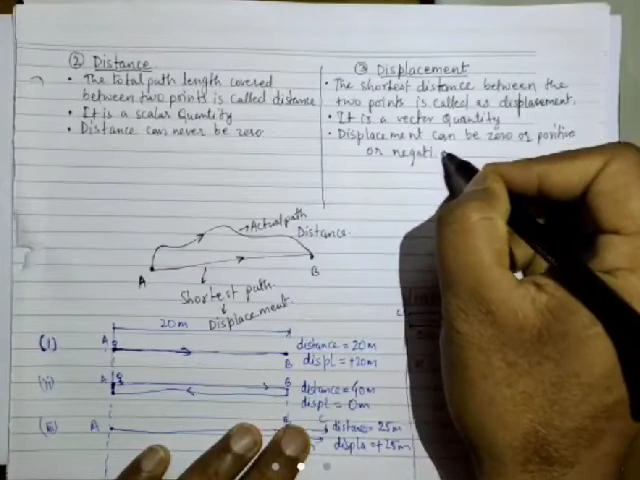 ② Distance
• The total path length covered
between two points is called distance
• It is a scalar Quantity
• Distance can never be zero
③ Displacement
• The shortest distance between the
two points is called as displacement.
• It is a vector Quantity
• Displacement can be zero or positive
or negati
Actual path
Distance
A
B
Shortest path
Displacement.
20m
(i) A B distance = 20m
displ = +20m
(ii) A B distance = 40m
displ = 0m
(iii) A B C distance = 25m
displa = +25m